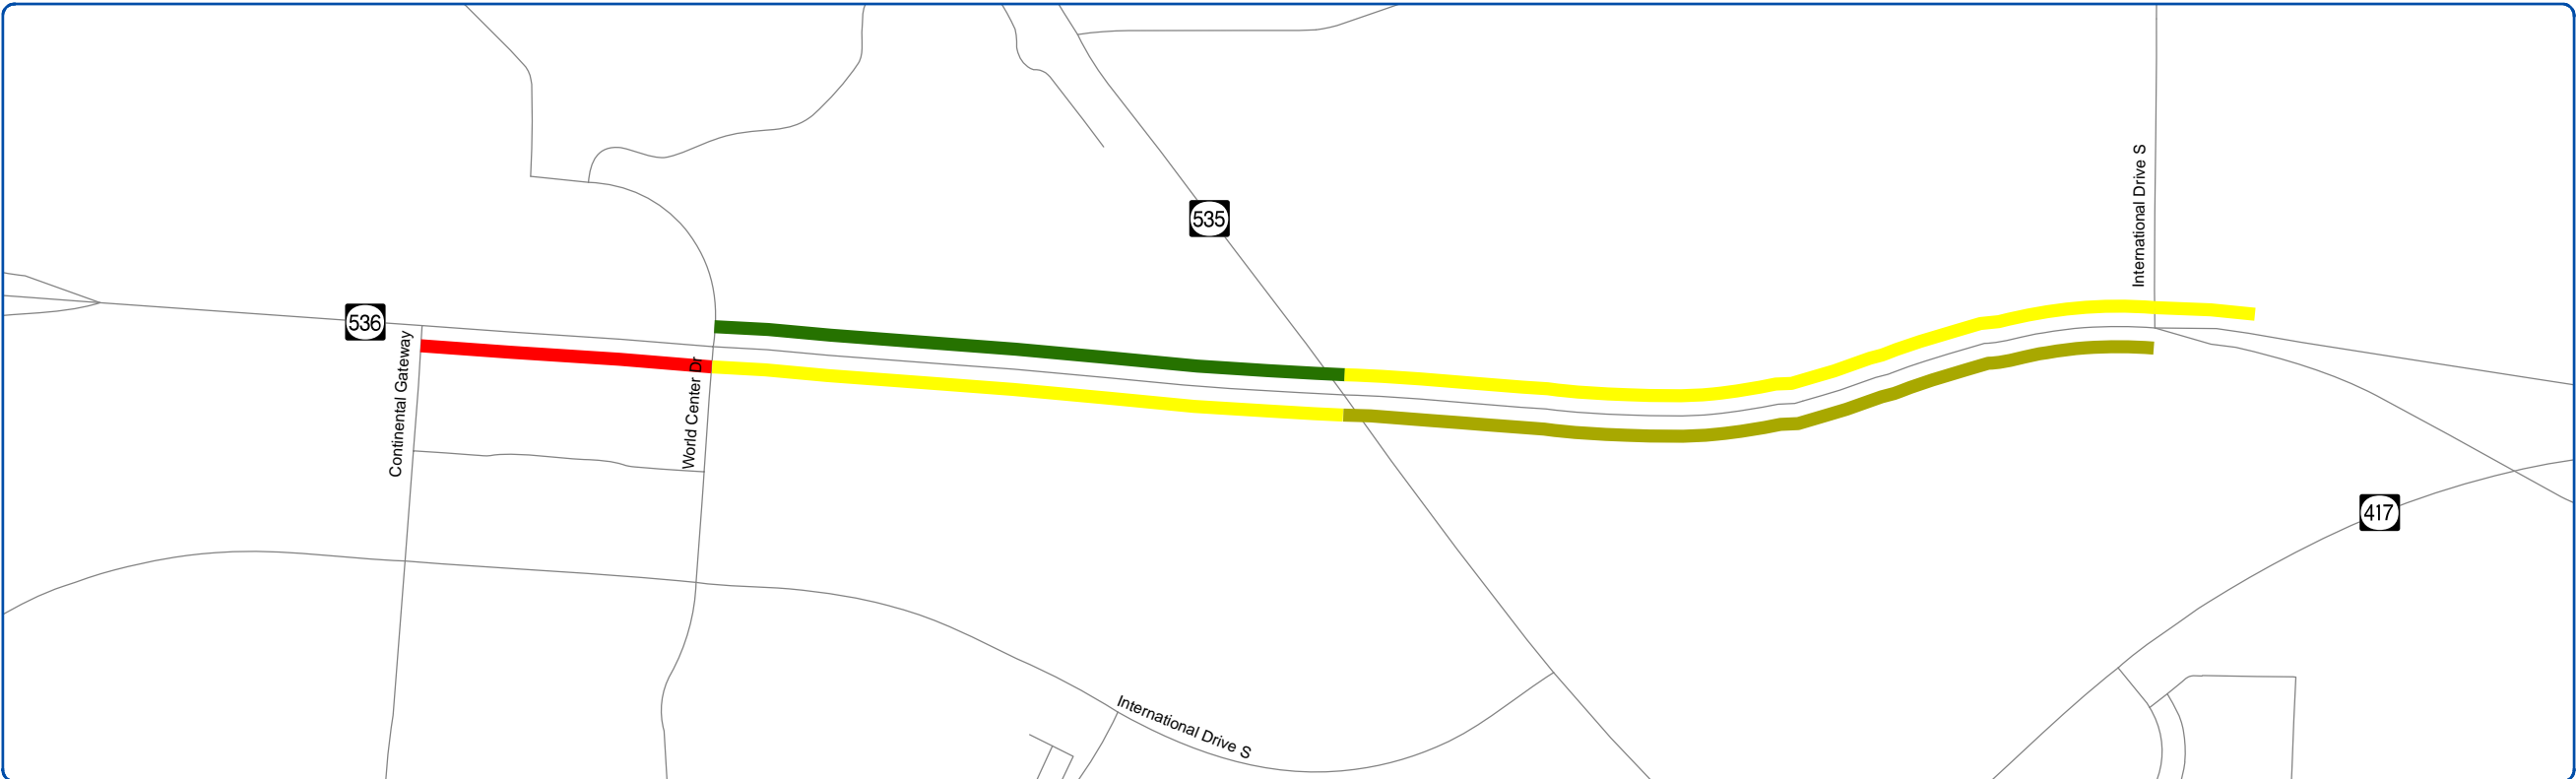 International Drive S
535
536
Continental Gateway
World Center Dr
417
International Drive S